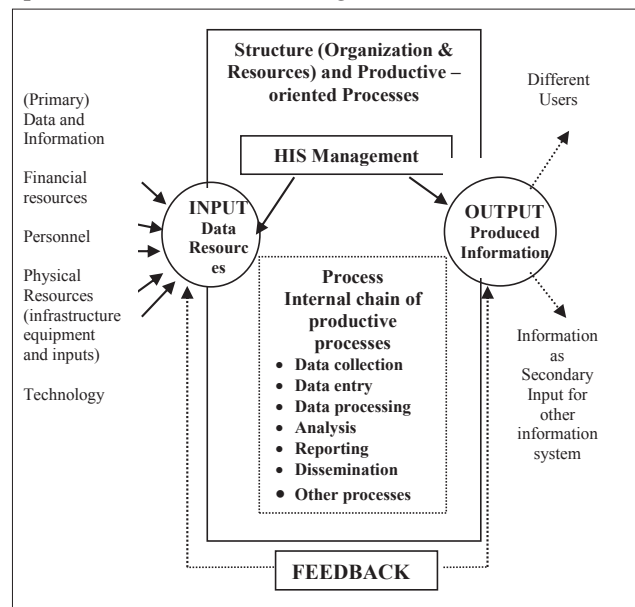 Structure (Organization &
Resources) and Productive –
oriented Processes
HIS Management
(Primary)
Data and
Information
Financial
resources
Personnel
Physical
Resources
(infrastructure
equipment
and inputs)
Technology
INPUT
Data
Resourc
es
Process
Internal chain of
productive
processes
• Data collection
• Data entry
• Data processing
• Analysis
• Reporting
• Dissemination
• Other processes
OUTPUT
Produced
Information
Different
Users
Information
as
Secondary
Input for
other
information
system
FEEDBACK